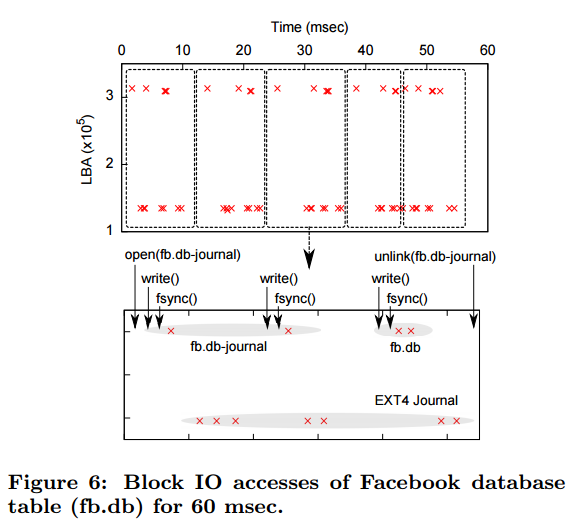 Time (msec)
0 10 20 30 40 50 60
3
LBA (x10⁵)
2
1
open(fb.db-journal) unlink(fb.db-journal)
write() write() write()
fsync() fsync() fsync()
fb.db-journal fb.db
EXT4 Journal
Figure 6: Block IO accesses of Facebook database
table (fb.db) for 60 msec.